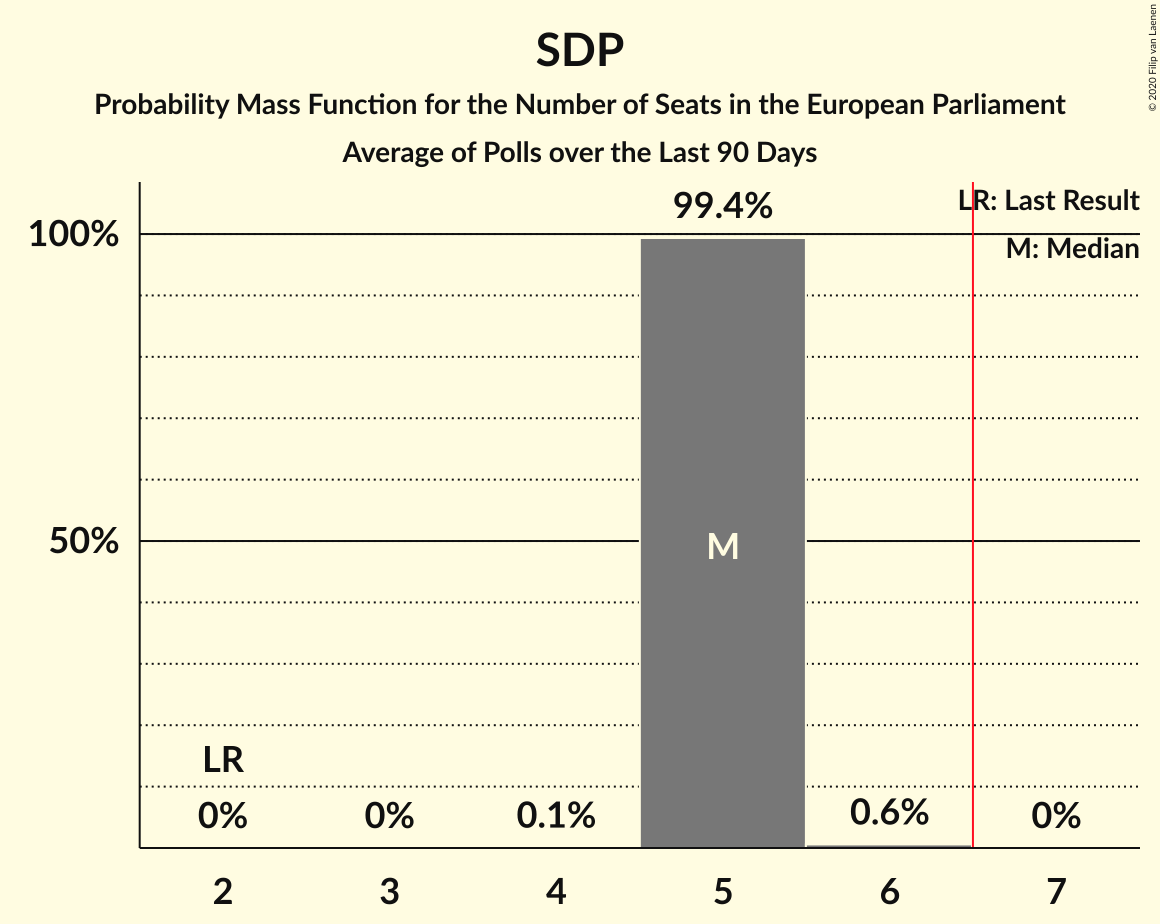 SDP
Probability Mass Function for the Number of Seats in the European Parliament
Average of Polls over the Last 90 Days
© 2020 Filip van Laenen
99.4%
LR: Last Result
100%
M: Median
50%
M
LR
0%
0%
0.1%
0.6%
0%
2
3
4
5
6
7